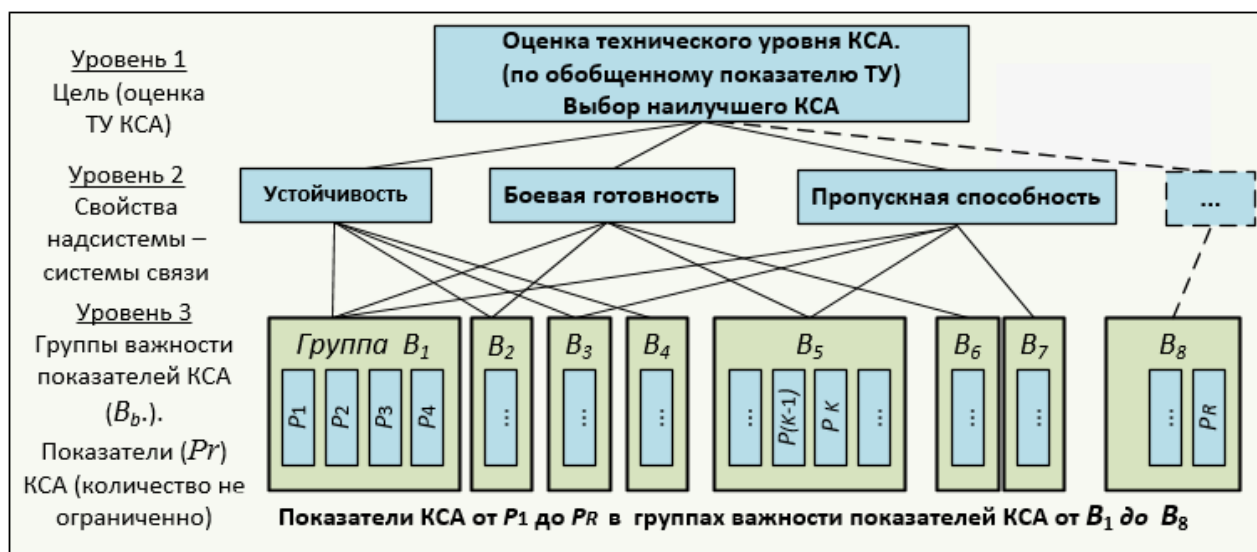 Оценка технического уровня КСА.
(по обобщенному показателю ТУ)
Выбор наилучшего КСА
Уровень 1
Цель (оценка
ТУ КСА)
Уровень 2
Свойства
надсистемы –
системы связи
Устойчивость
Боевая готовность
Пропускная способность
...
Уровень 3
Группы важности
показателей КСА
(B_b.).
Показатели (Pr)
КСА (количество не
ограниченно)
Группа B₁
P₁
P₂
P₃
P₄
B₂
...
B₃
...
B₄
...
B₅
...
P(K-1)
P K
...
B₆
...
B₇
...
B₈
...
P_R
Показатели КСА от P₁ до P_R в группах важности показателей КСА от B₁ до B₈